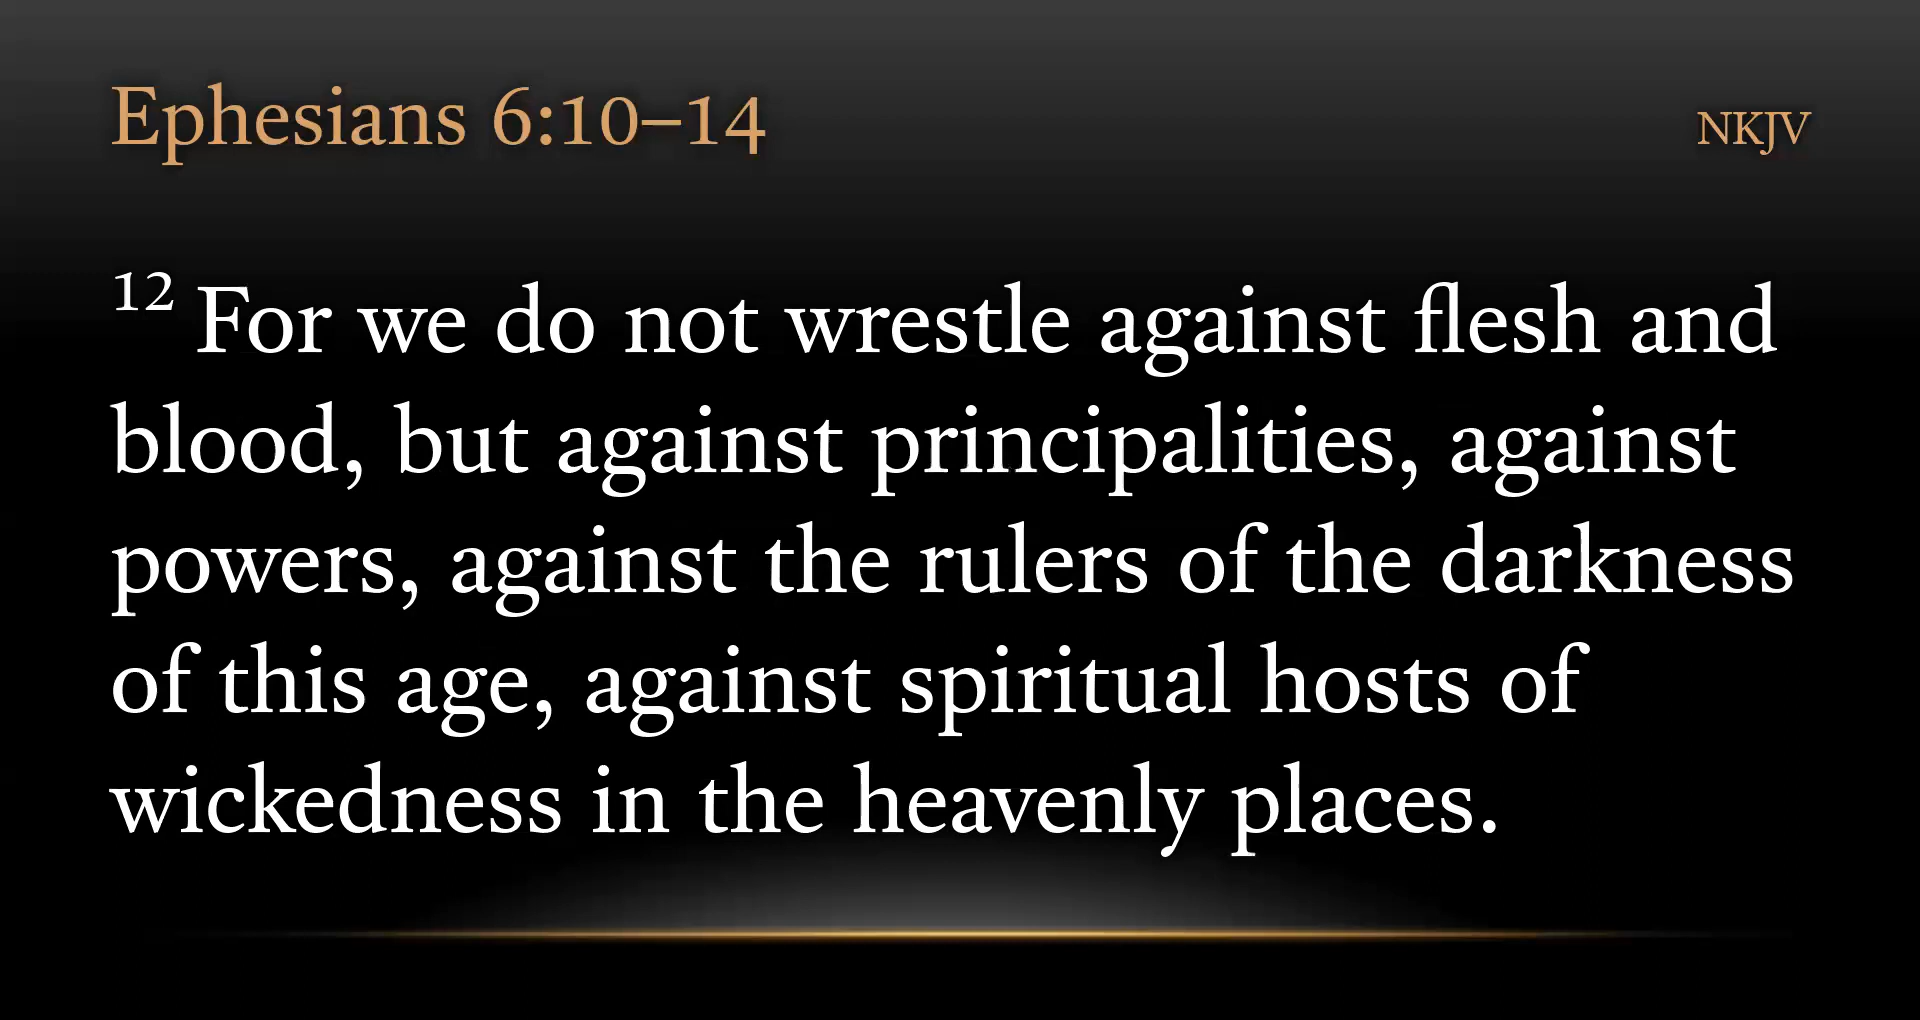 Ephesians 6:10–14 NKJV
¹² For we do not wrestle against flesh and
blood, but against principalities, against
powers, against the rulers of the darkness
of this age, against spiritual hosts of
wickedness in the heavenly places.